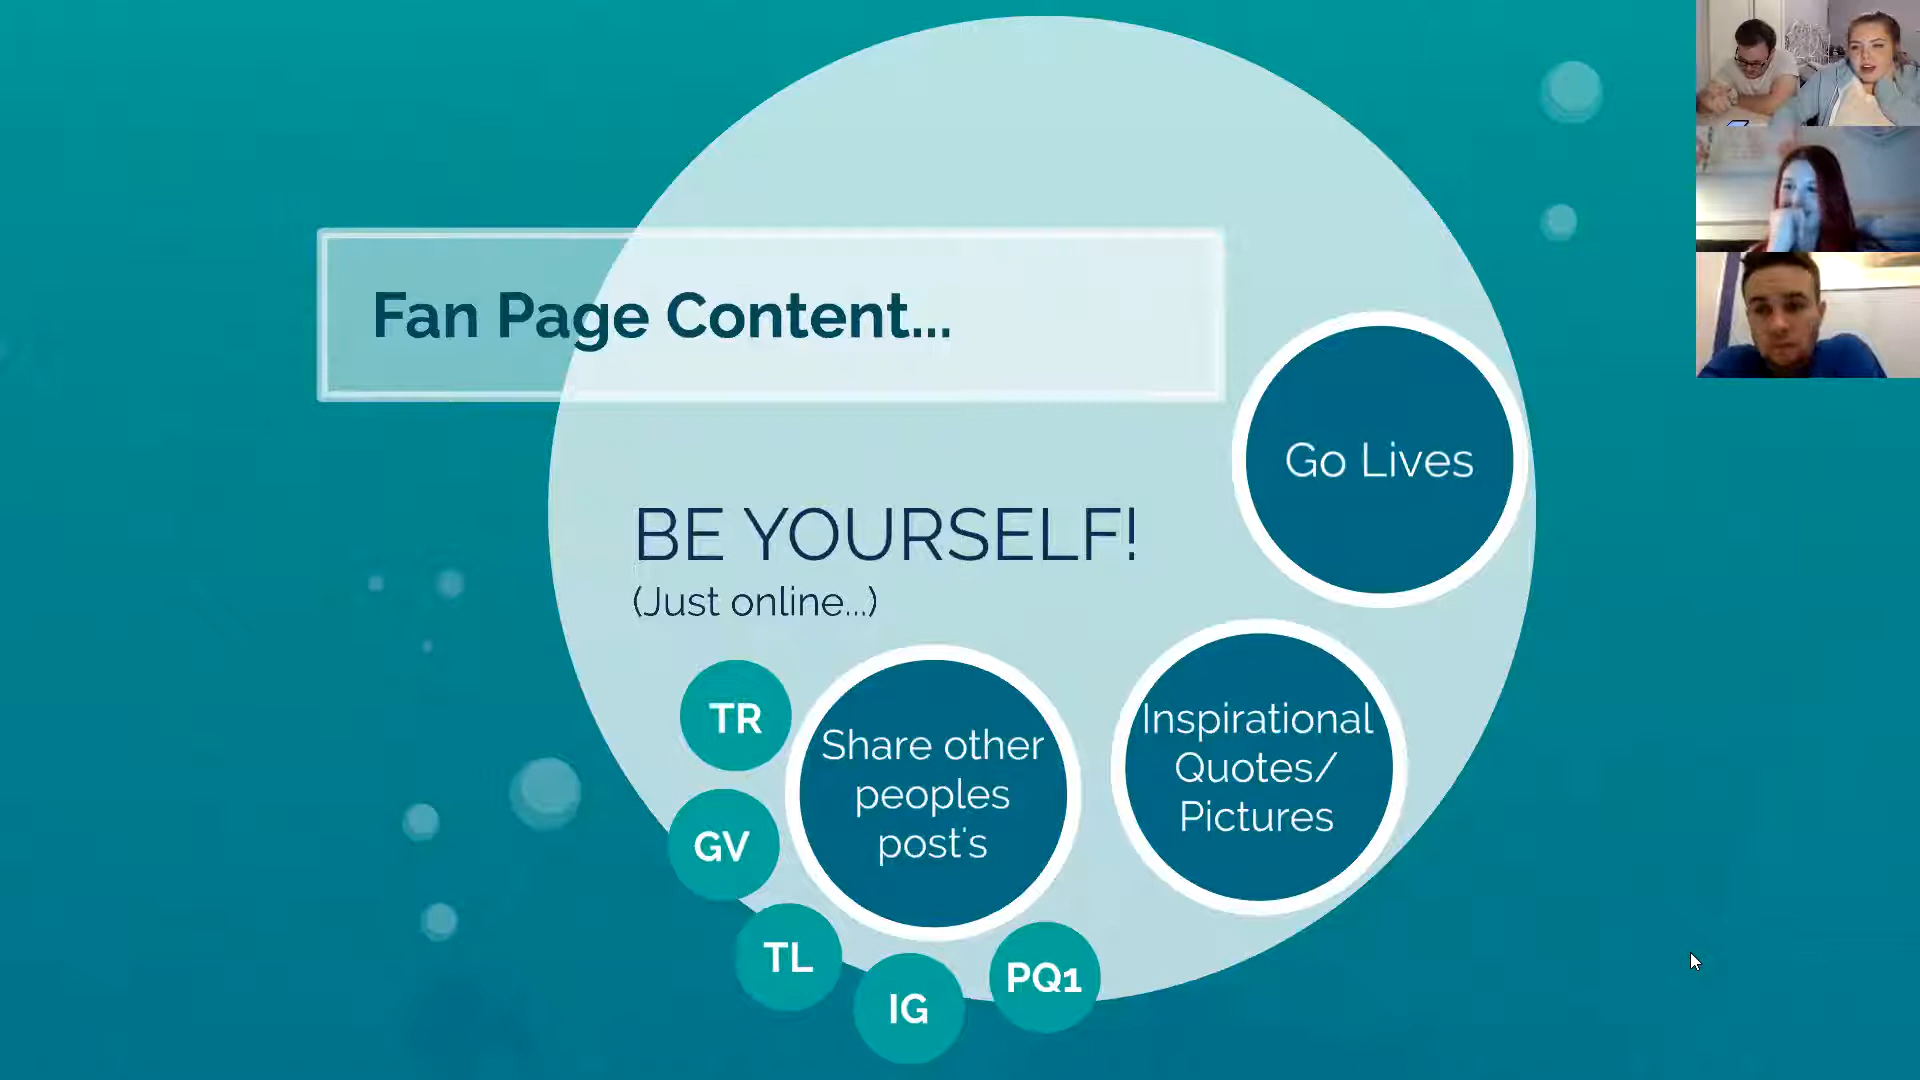 Fan Page Content...
BE YOURSELF!
(Just online...)
Go Lives
Inspirational
Quotes/
Pictures
Share other
peoples
post's
TR
GV
TL
IG
PQ1